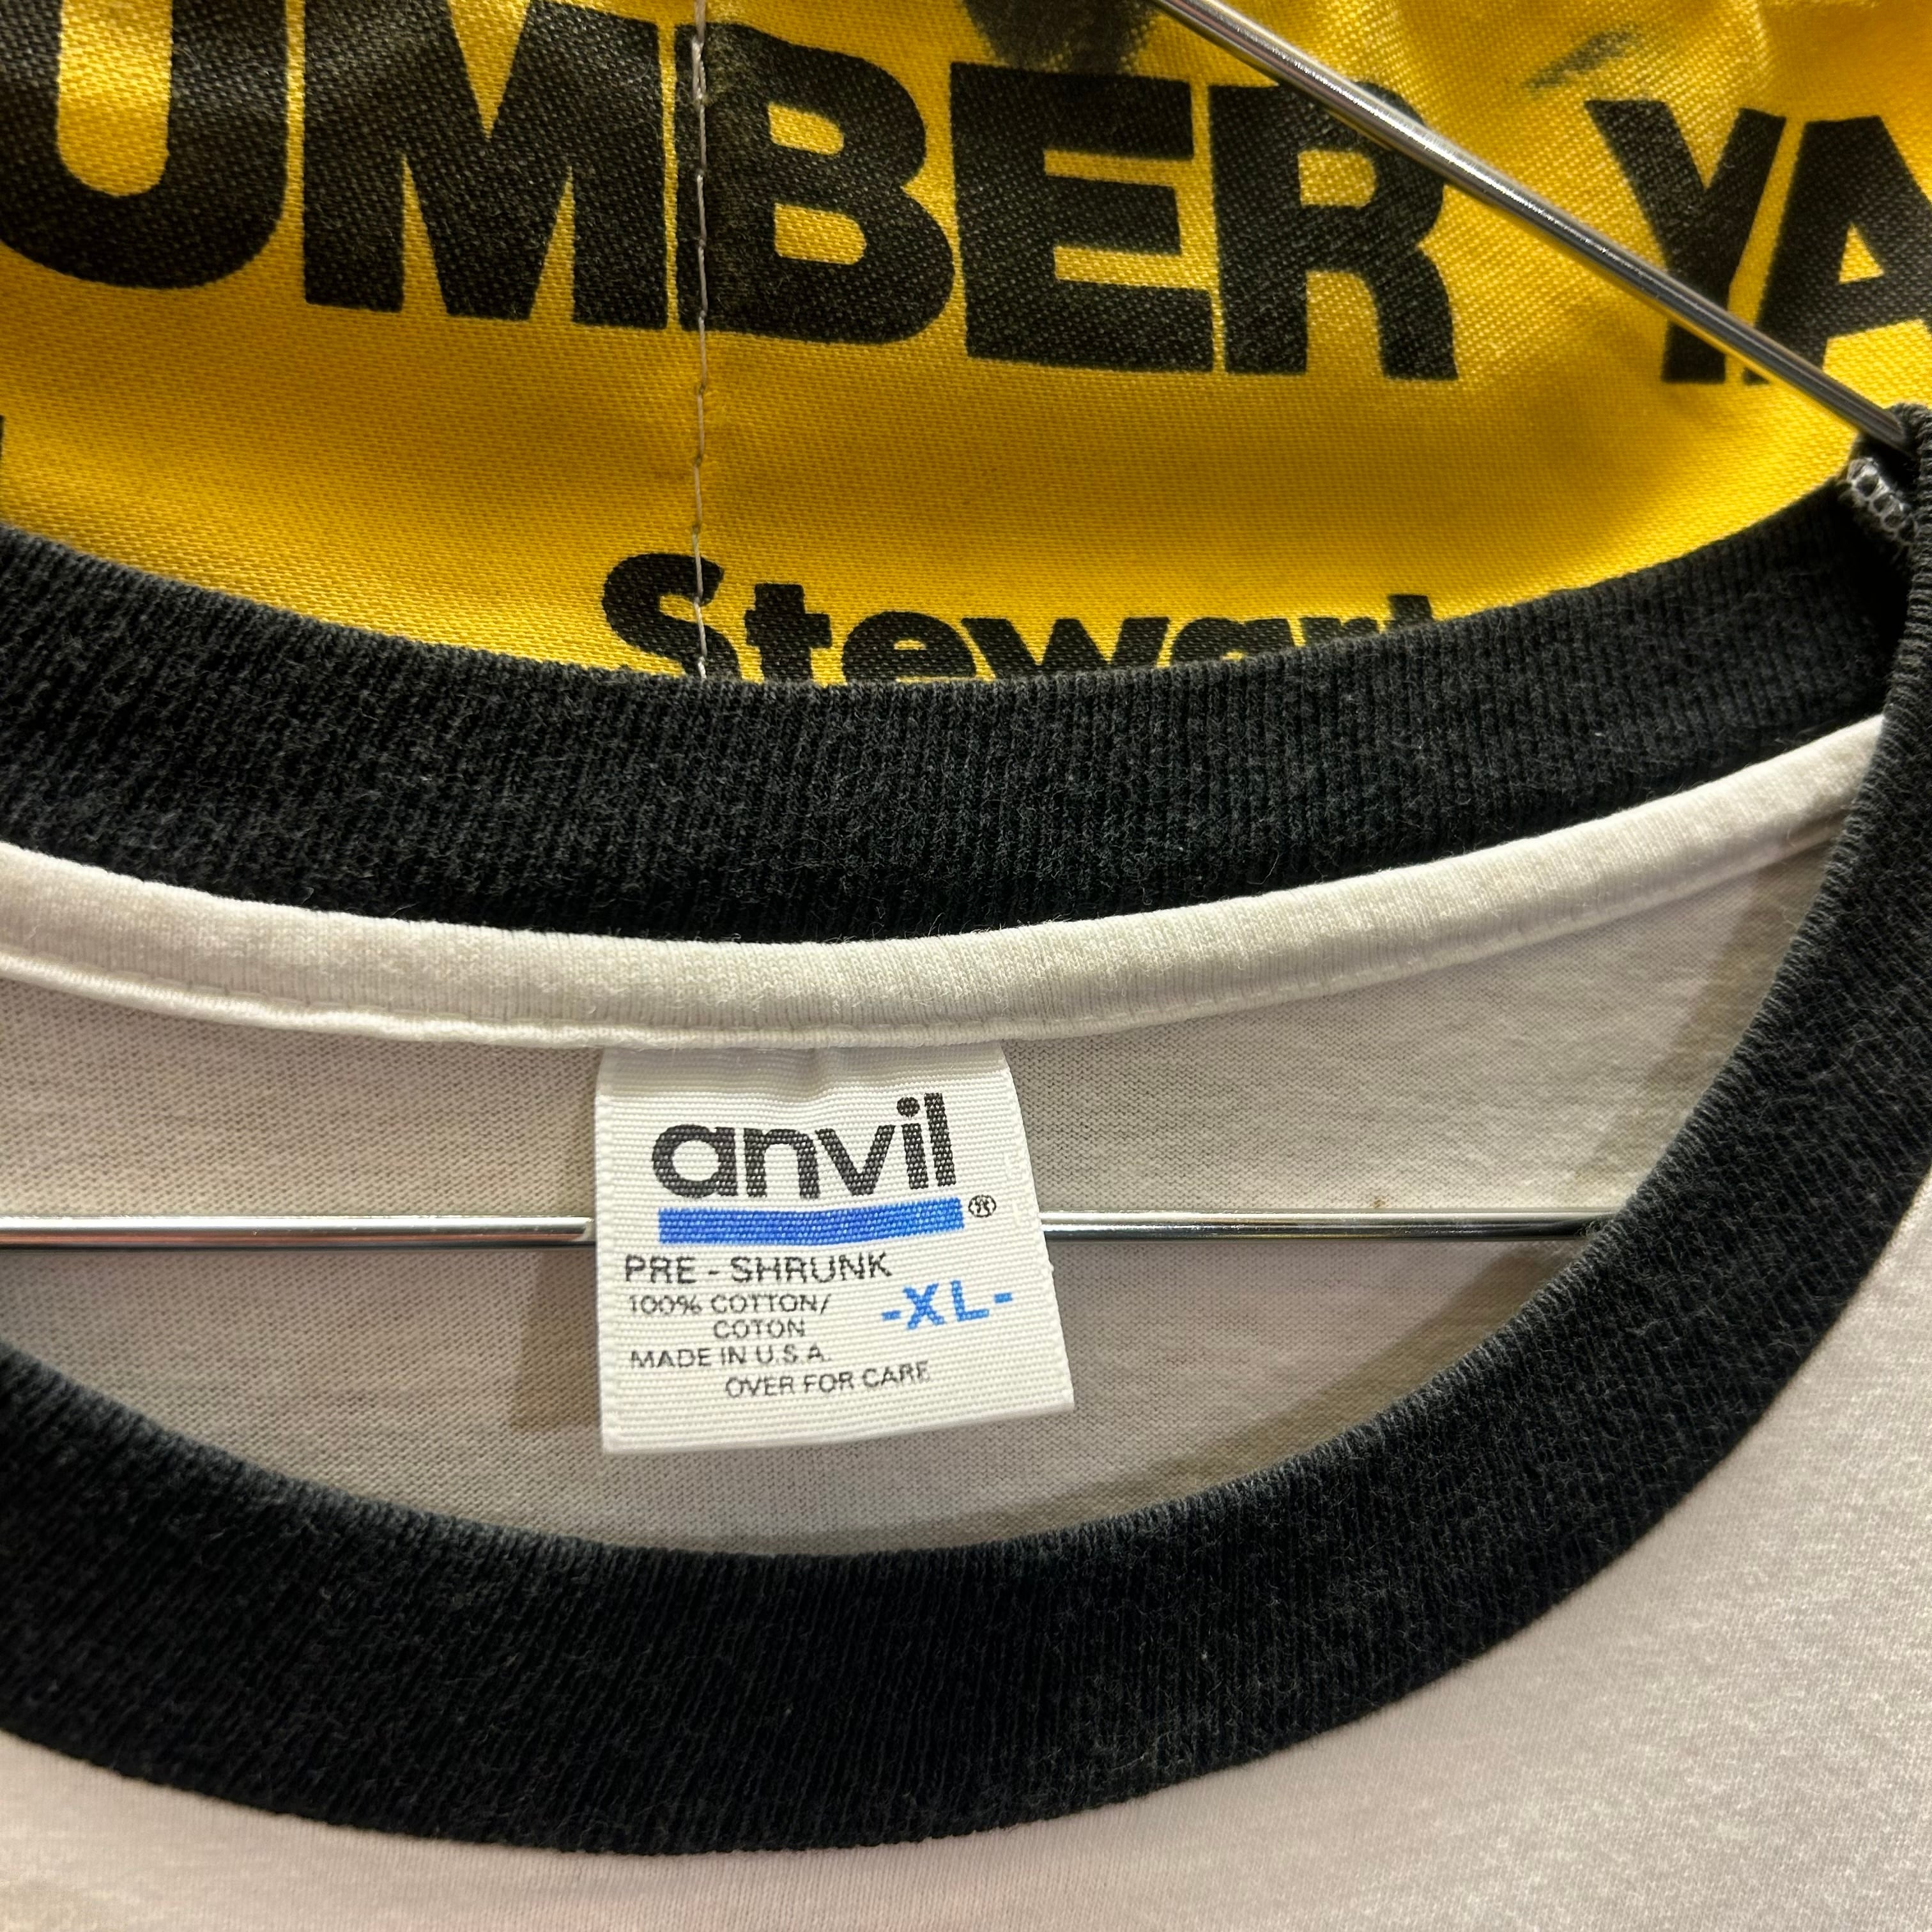 UMBER YA
Stewart
anvil
®
PRE - SHRUNK
100% COTTON/
COTON
-XL-
MADE IN U.S.A.
OVER FOR CARE